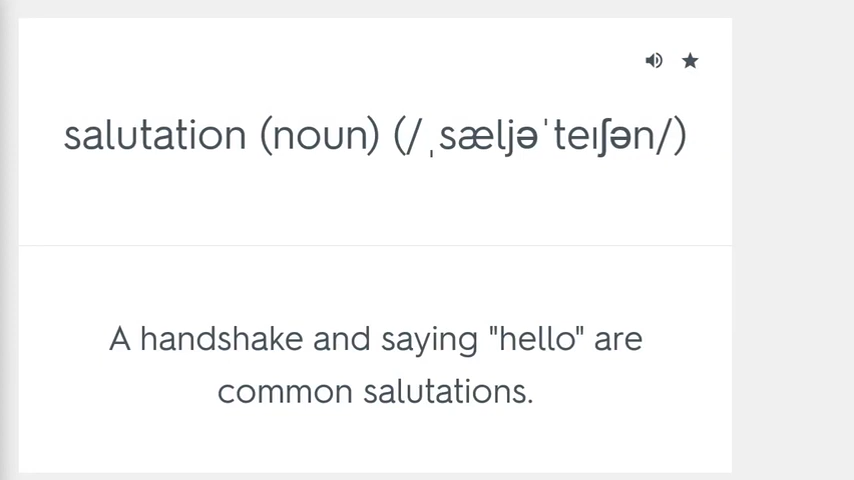 salutation (noun) (/ˌsæljəˈteɪʃən/)
A handshake and saying "hello" are
common salutations.